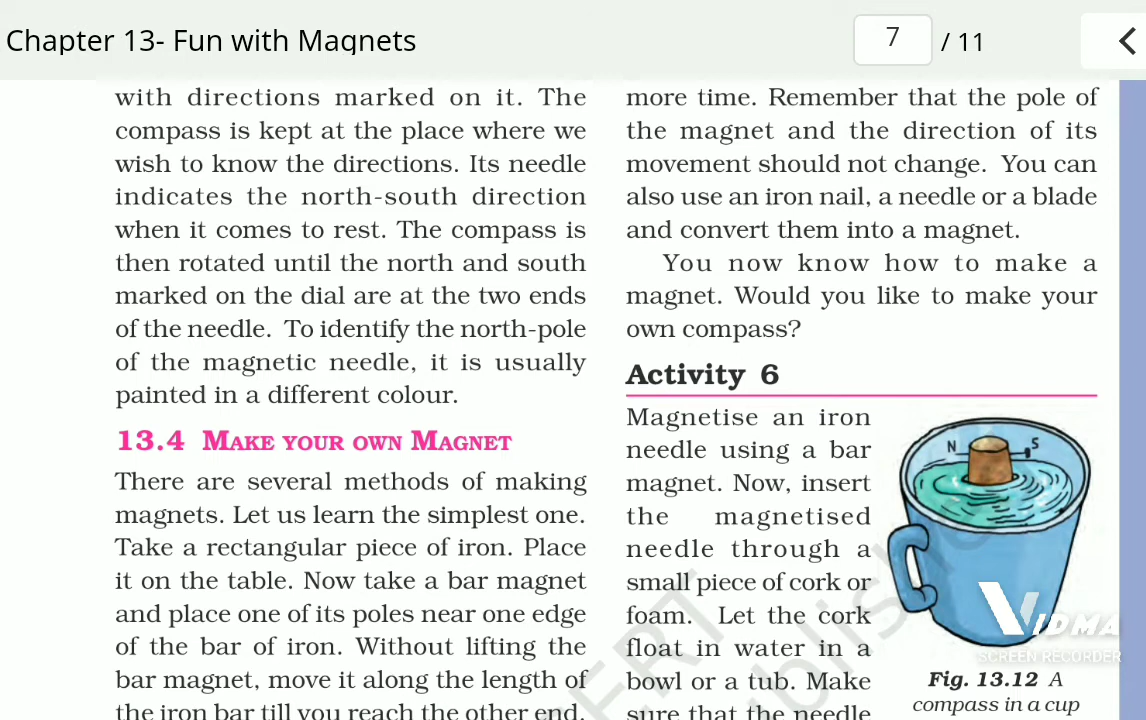 Chapter 13- Fun with Magnets
7 / 11
with directions marked on it. The
compass is kept at the place where we
wish to know the directions. Its needle
indicates the north-south direction
when it comes to rest. The compass is
then rotated until the north and south
marked on the dial are at the two ends
of the needle. To identify the north-pole
of the magnetic needle, it is usually
painted in a different colour.
13.4 MAKE YOUR OWN MAGNET
There are several methods of making
magnets. Let us learn the simplest one.
Take a rectangular piece of iron. Place
it on the table. Now take a bar magnet
and place one of its poles near one edge
of the bar of iron. Without lifting the
bar magnet, move it along the length of
the iron bar till you reach the other end.
more time. Remember that the pole of
the magnet and the direction of its
movement should not change. You can
also use an iron nail, a needle or a blade
and convert them into a magnet.
You now know how to make a
magnet. Would you like to make your
own compass?
Activity 6
Magnetise an iron
needle using a bar
magnet. Now, insert
the magnetised
needle through a
small piece of cork or
foam. Let the cork
float in water in a
bowl or a tub. Make
sure that the needle
N S
VIDMA
SCREEN RECORDER
Fig. 13.12 A
compass in a cup